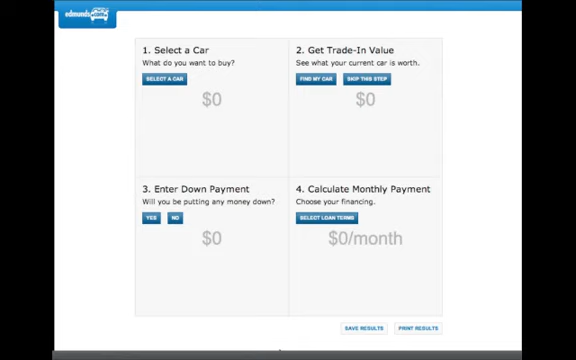 edmunds.com
1. Select a Car
What do you want to buy?
SELECT A CAR
$0
2. Get Trade-In Value
See what your current car is worth.
FIND MY CAR SKIP THIS STEP
$0
3. Enter Down Payment
Will you be putting any money down?
YES NO
$0
4. Calculate Monthly Payment
Choose your financing.
SELECT LOAN TERMS
$0/month
SAVE RESULTS PRINT RESULTS